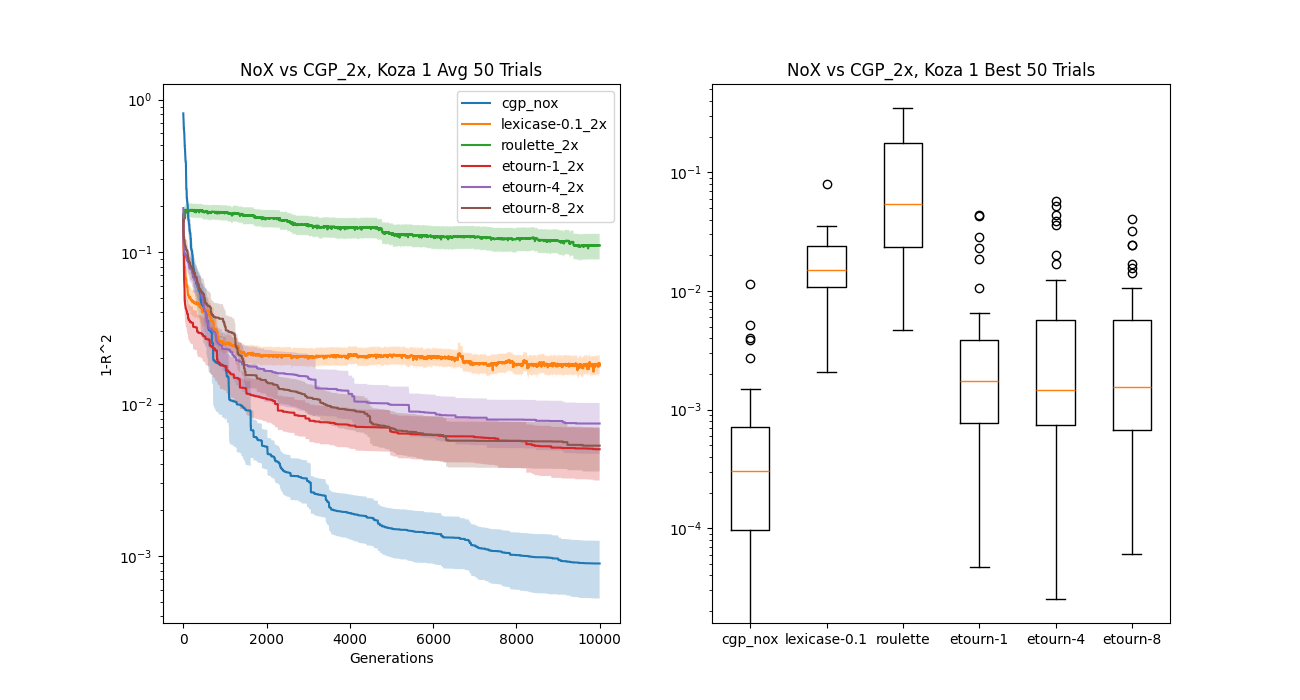 NoX vs CGP_2x, Koza 1 Avg 50 Trials
10^0
10^-1
10^-2
10^-3
1-R^2
cgp_nox
lexicase-0.1_2x
roulette_2x
etourn-1_2x
etourn-4_2x
etourn-8_2x
0 2000 4000 6000 8000 10000
Generations
NoX vs CGP_2x, Koza 1 Best 50 Trials
10^-1
10^-2
10^-3
10^-4
cgp_nox lexicase-0.1 roulette etourn-1 etourn-4 etourn-8